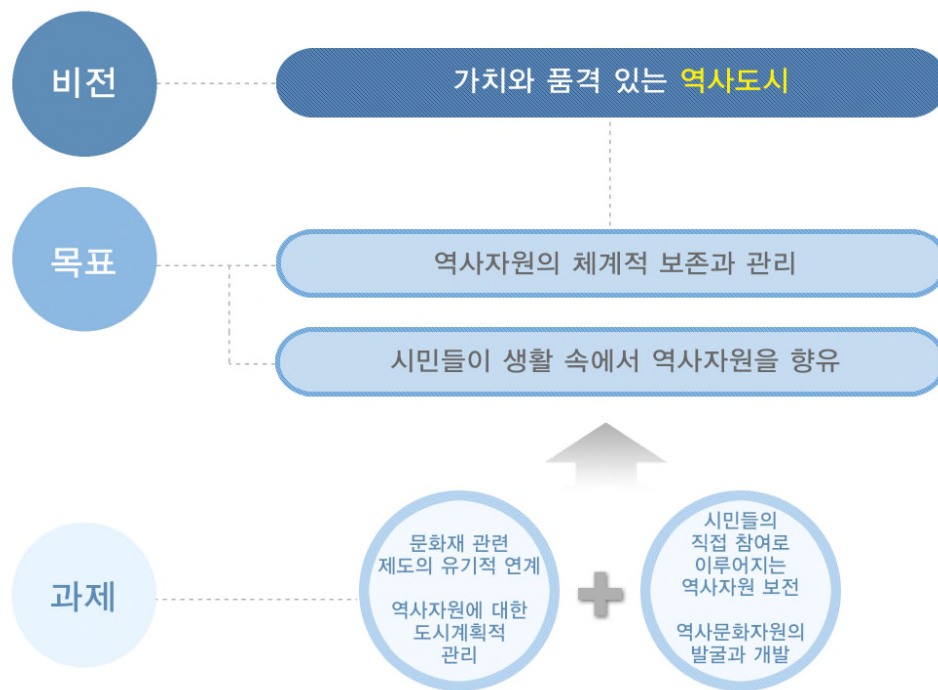 비전
가치와 품격 있는 역사도시
목표
역사자원의 체계적 보존과 관리
시민들이 생활 속에서 역사자원을 향유
과제
문화재 관련
제도의 유기적 연계
역사자원에 대한
도시계획적
관리
시민들의
직접 참여로
이루어지는
역사자원 보전
역사문화자원의
발굴과 개발